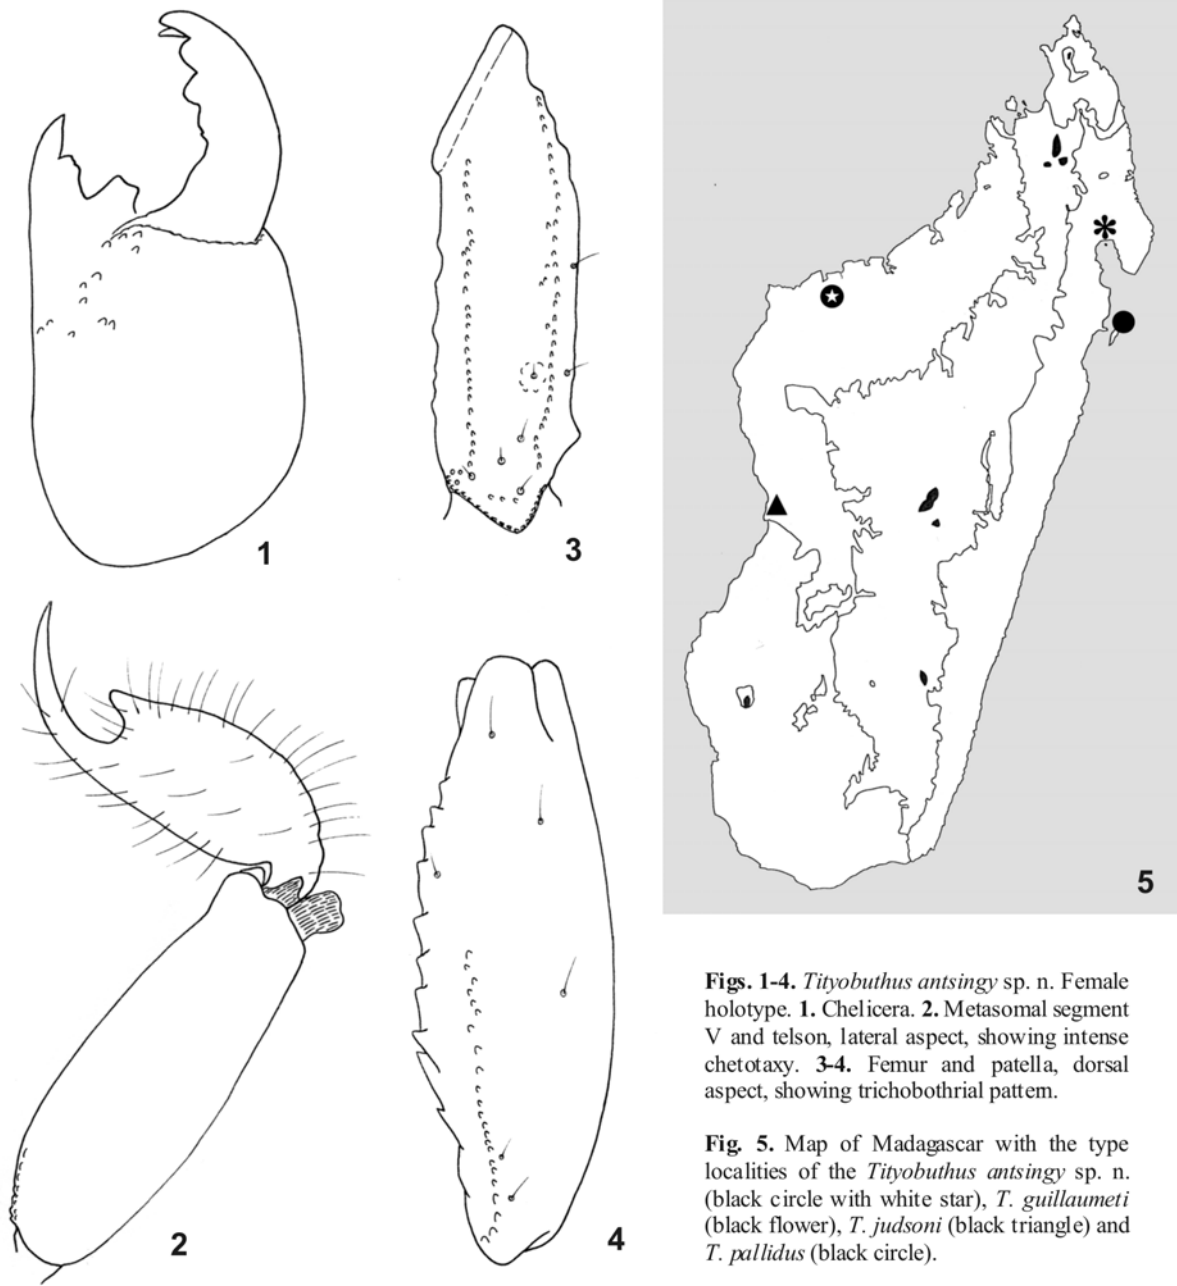 1
3
2
4
5
Figs. 1-4. Tityobuthus antsingy sp. n. Female
holotype. 1. Chelicera. 2. Metasomal segment
V and telson, lateral aspect, showing intense
chetotaxy. 3-4. Femur and patella, dorsal
aspect, showing trichobothrial pattem.
Fig. 5. Map of Madagascar with the type
localities of the Tityobuthus antsingy sp. n.
(black circle with white star), T. guillaumeti
(black flower), T. judsoni (black triangle) and
T. pallidus (black circle).